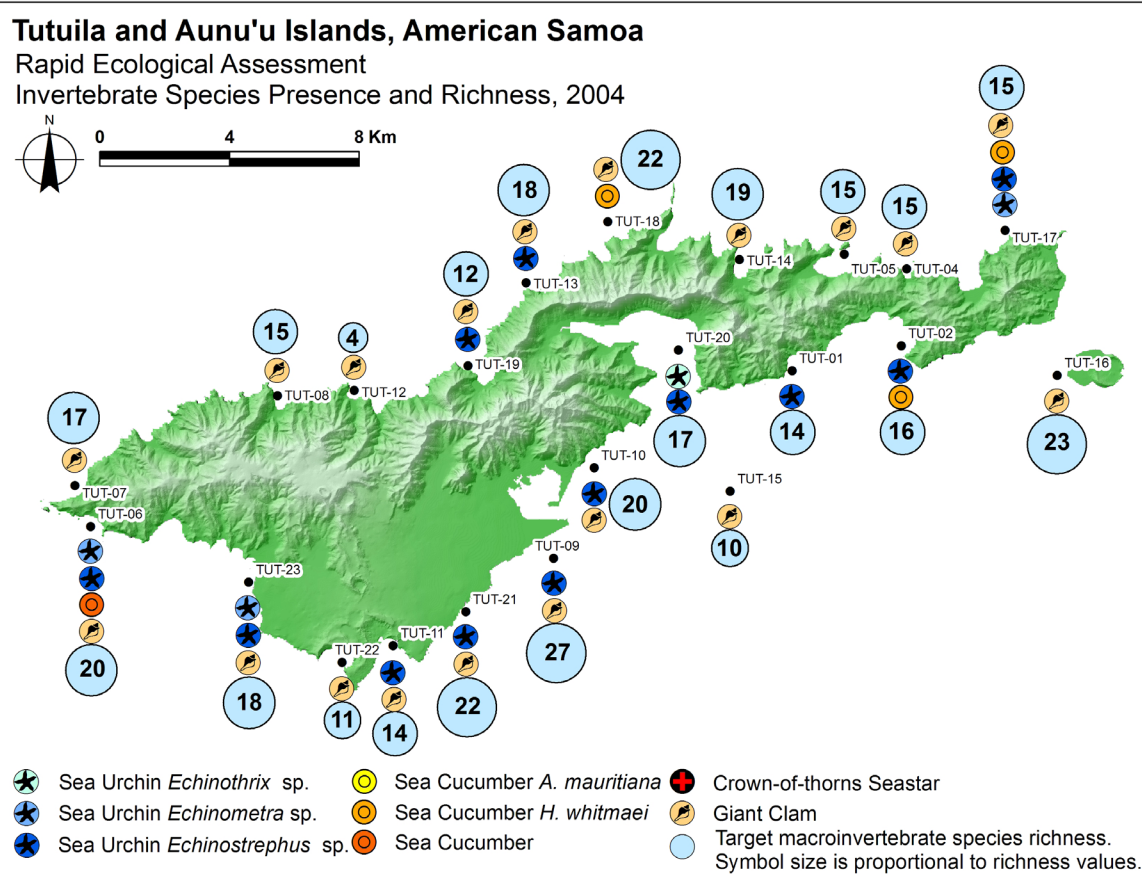 Tutuila and Aunu'u Islands, American Samoa
Rapid Ecological Assessment
Invertebrate Species Presence and Richness, 2004
N
0 4 8 Km
15
22
18
19
15
15
TUT-18
TUT-17
TUT-14
TUT-05
TUT-04
12
TUT-13
15
4
TUT-20
TUT-02
TUT-19
TUT-01
TUT-16
TUT-08
TUT-12
17
17
14
16
23
TUT-10
TUT-07
TUT-15
20
TUT-06
10
TUT-09
TUT-23
TUT-21
TUT-11
TUT-22
27
20
18
11
14
22
Sea Urchin Echinothrix sp.
Sea Urchin Echinometra sp.
Sea Urchin Echinostrephus sp.
Sea Cucumber A. mauritiana
Sea Cucumber H. whitmaei
Sea Cucumber
Crown-of-thorns Seastar
Giant Clam
Target macroinvertebrate species richness.
Symbol size is proportional to richness values.